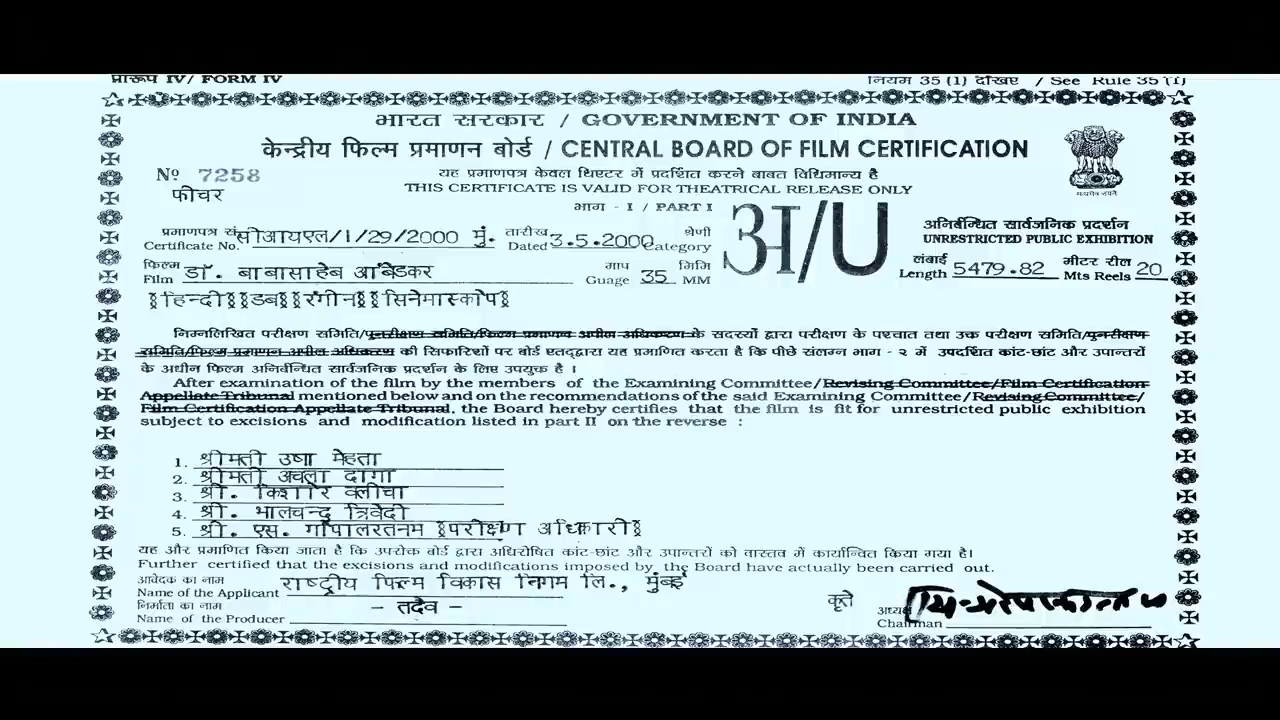 प्रारूप IV/ FORM IV नियम 35 (1) देखिए / See Rule 35 (1)
भारत सरकार / GOVERNMENT OF INDIA
केन्द्रीय फिल्म प्रमाणन बोर्ड / CENTRAL BOARD OF FILM CERTIFICATION
Nº 7258 यह प्रमाणपत्र केवल थिएटर में प्रदर्शित करने बाबत विधिमान्य है
फीचर THIS CERTIFICATE IS VALID FOR THEATRICAL RELEASE ONLY
भाग - I / PART I
प्रमाणपत्र सं सीआयएल/1/29/2000 मुं. तारीख 3.5.2000 श्रेणी अ/U अनिर्बन्धित सार्वजनिक प्रदर्शन
Certificate No. Dated Category UNRESTRICTED PUBLIC EXHIBITION
फिल्म डॉ. बाबासाहेब आंबेडकर माप 35 मिमि लंबाई 5479.82 मीटर रील 20
Film Guage MM Length Mts Reels
हिन्दी डब रंगीन सिनेमास्कोप
निम्नलिखित परीक्षण समिति/पुनरीक्षण समिति/फिल्म प्रमाणन अपील अधिकरण के सदस्यों द्वारा परीक्षण के पश्चात तथा उक्त परीक्षण समिति/पुनरीक्षण
समिति/फिल्म प्रमाणन अपील अधिकरण की सिफारिशों पर बोर्ड एतद्द्वारा यह प्रमाणित करता है कि पीछे संलग्न भाग - २ में उपदर्शित कांट-छांट और उपान्तरों
के अधीन फिल्म अनिर्बन्धित सार्वजनिक प्रदर्शन के लिए उपयुक्त है ।
After examination of the film by the members of the Examining Committee/Revising Committee/Film Certification
Appellate Tribunal mentioned below and on the recommendations of the said Examining Committee/Revising Committee/
Film Certification Appellate Tribunal, the Board hereby certifies that the film is fit for unrestricted public exhibition
subject to excisions and modification listed in part II on the reverse :
1. श्रीमती उषा मेहता
2. श्रीमती अचला दागा
3. श्री. किशोर वलीचा
4. श्री. भालचन्द्र त्रिवेदी
5. श्री. एस. गोपालरतनम परीक्षण अधिकारी
यह और प्रमाणित किया जाता है कि उपरोक्त बोर्ड द्वारा अधिरोपित कांट-छांट और उपान्तरों को वास्तव में कार्यान्वित किया गया है।
Further certified that the excisions and modifications imposed by the Board have actually been carried out.
आवेदक का नाम राष्ट्रीय फिल्म विकास निगम लि., मुंबई
Name of the Applicant
निर्माता का नाम - तदैव - कृते अध्यक्ष
Name of the Producer Chairman